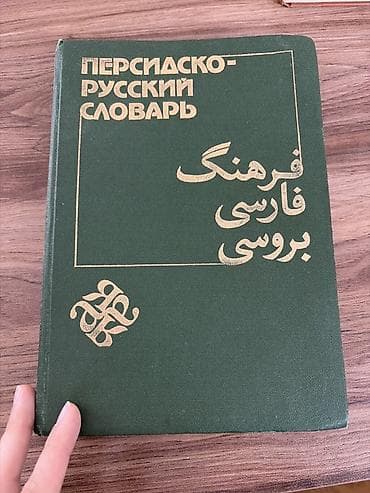 ПЕРСИДСКО-
РУССКИЙ
СЛОВАРЬ
فرهنگ
فارسی
بروسی